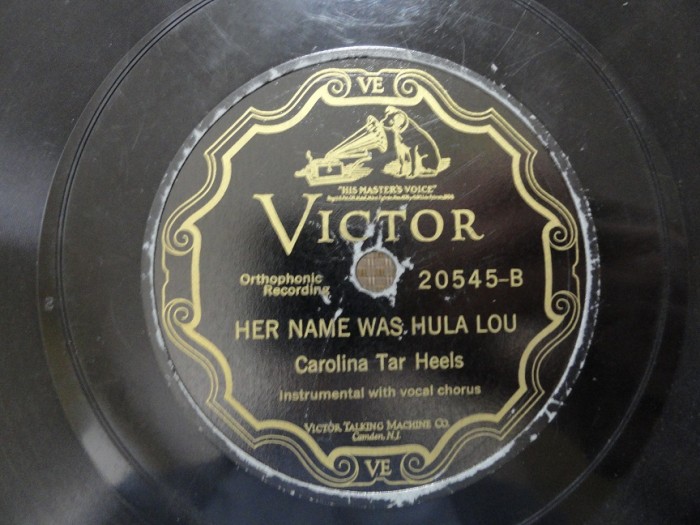 VE
"HIS MASTER'S VOICE"
VICTOR
Orthophonic
Recording
20545-B
HER NAME WAS HULA LOU
Carolina Tar Heels
instrumental with vocal chorus
VICTOR TALKING MACHINE CO.
Camden, N.J.
VE